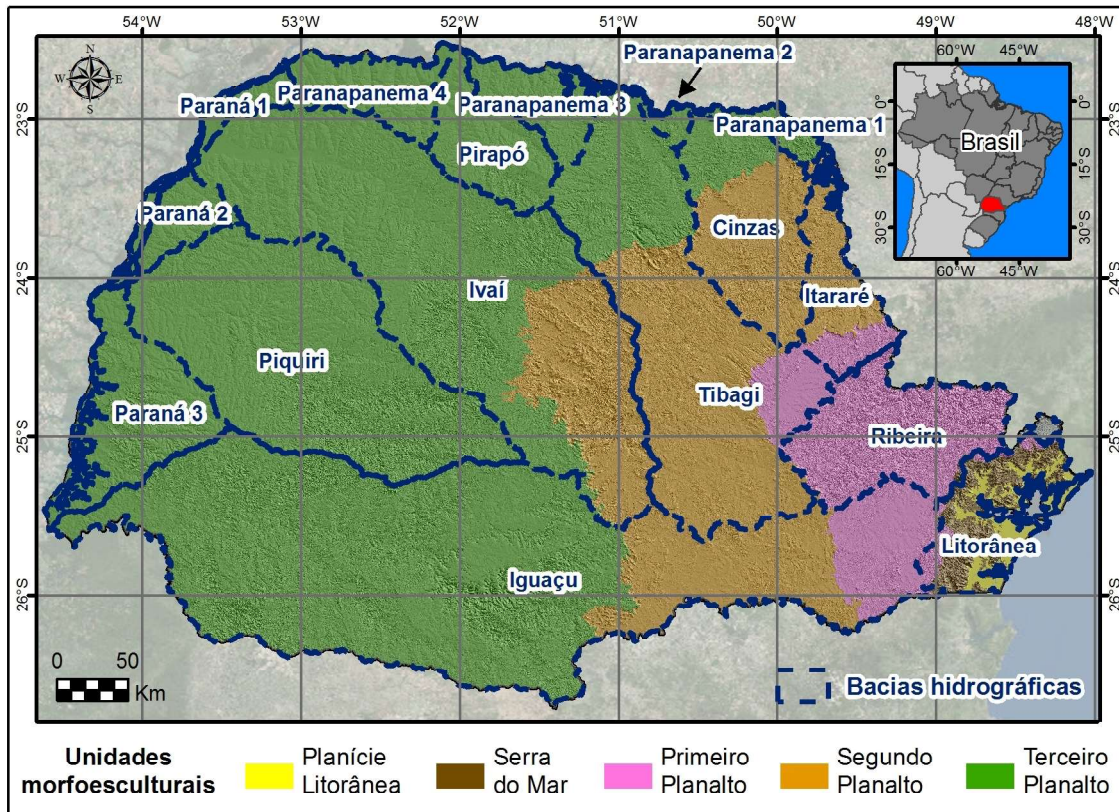 54°W 53°W 52°W 51°W 50°W 49°W 48°W
N
W E
S
Paranapanema 2
60°W 45°W
Paraná 1
Paranapanema 4
Paranapanema 3
23°S
23°S
Paranapanema 1
0°
0°
Brasil
Pirapó
15°S
15°S
Paraná 2
Cinzas
30°S
30°S
60°W 45°W
24°S
24°S
Ivaí
Itararé
Piquiri
Paraná 3
Tibagi
Ribeira
25°S
25°S
Litorânea
Iguaçu
26°S
26°S
0 50
Km
Bacias hidrográficas
Unidades
morfoesculturais
Planície
Litorânea
Serra
do Mar
Primeiro
Planalto
Segundo
Planalto
Terceiro
Planalto